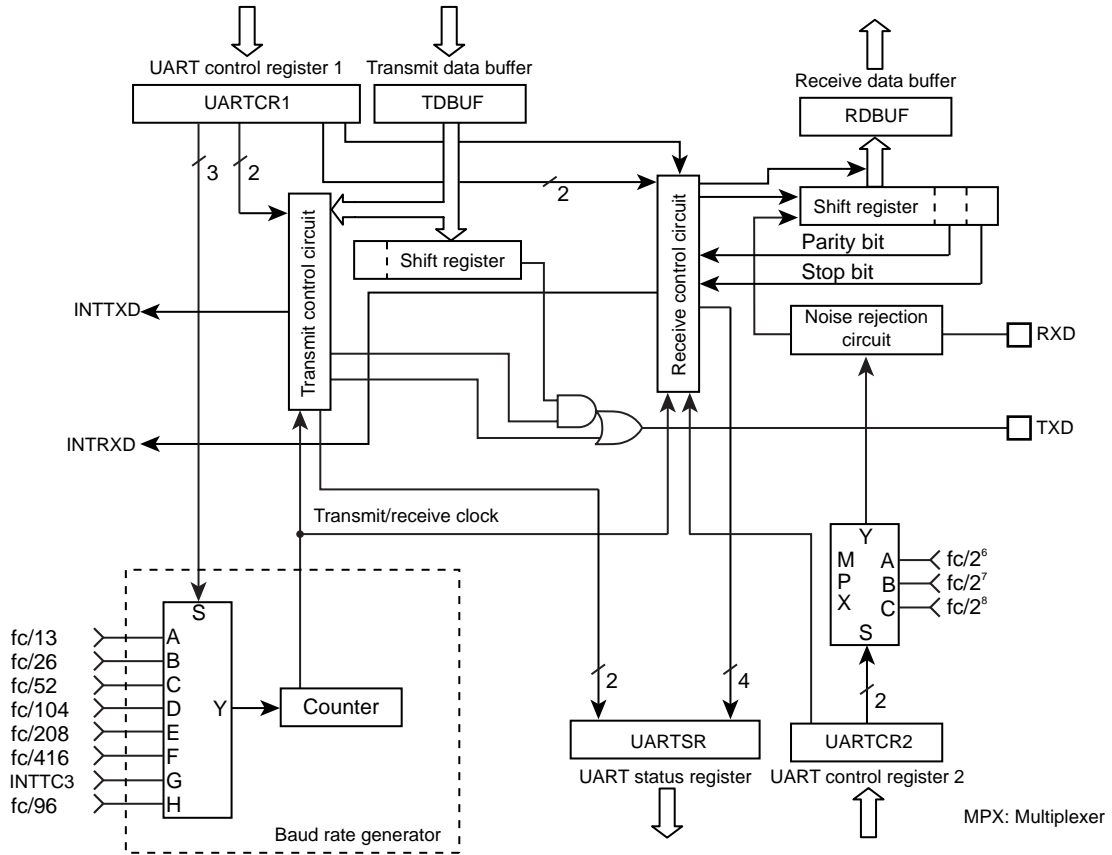 UART control register 1
Transmit data buffer
Receive data buffer
UARTCR1
TDBUF
RDBUF
3
2
2
Shift register
Transmit control circuit
Shift register
Receive control circuit
Parity bit
Stop bit
INTTXD
Noise rejection
circuit
RXD
TXD
INTRXD
Transmit/receive clock
Y
M
P
X
A
B
C
S
fc/2⁶
fc/2⁷
fc/2⁸
S
fc/13
A
fc/26
B
fc/52
C
fc/104
D
Y
Counter
fc/208
E
fc/416
F
INTTC3
G
fc/96
H
Baud rate generator
2
4
2
UARTSR
UARTCR2
UART status register
UART control register 2
MPX: Multiplexer